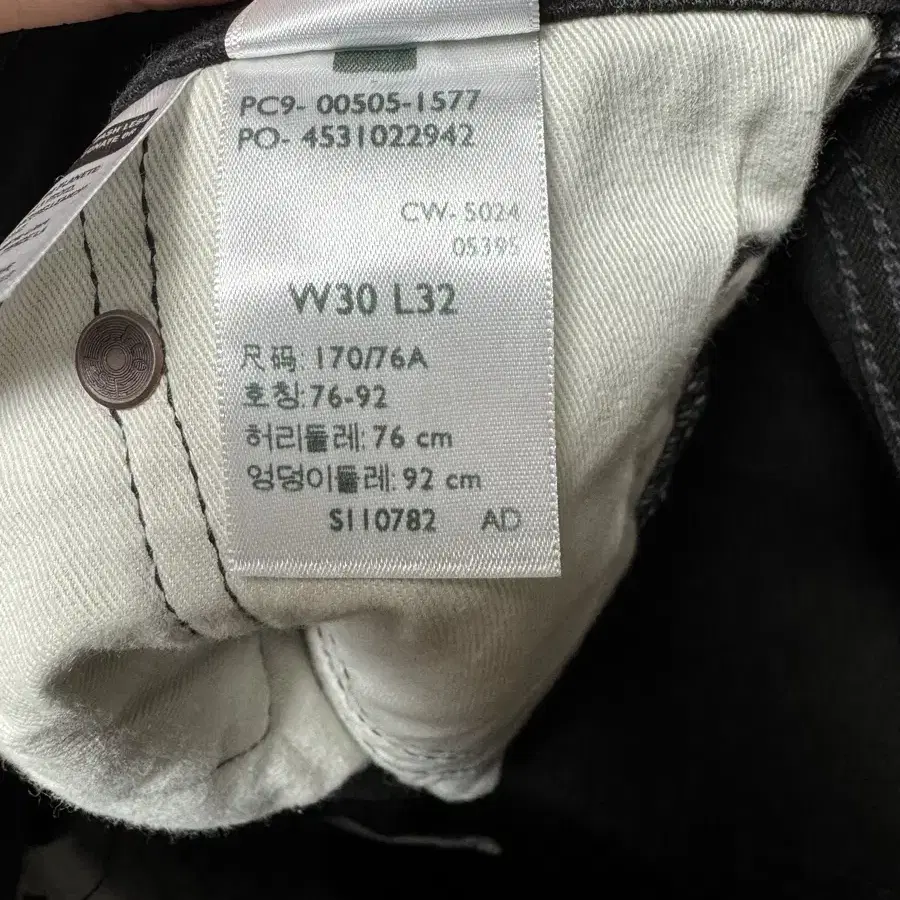 PC9- 00505-1577
PO- 4531022942
CW- 5024
05395
W30 L32
尺码: 170/76A
호칭:76-92
허리둘레: 76 cm
엉덩이둘레: 92 cm
S110782 AD